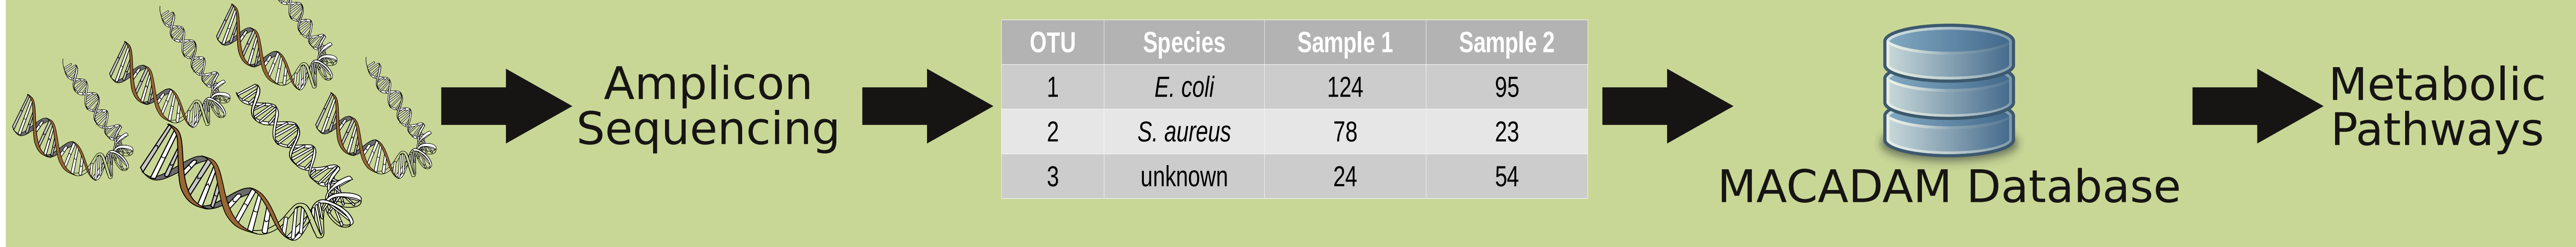 Amplicon
Sequencing
OTU Species Sample 1 Sample 2
1 E. coli 124 95
2 S. aureus 78 23
3 unknown 24 54
MACADAM Database
Metabolic
Pathways